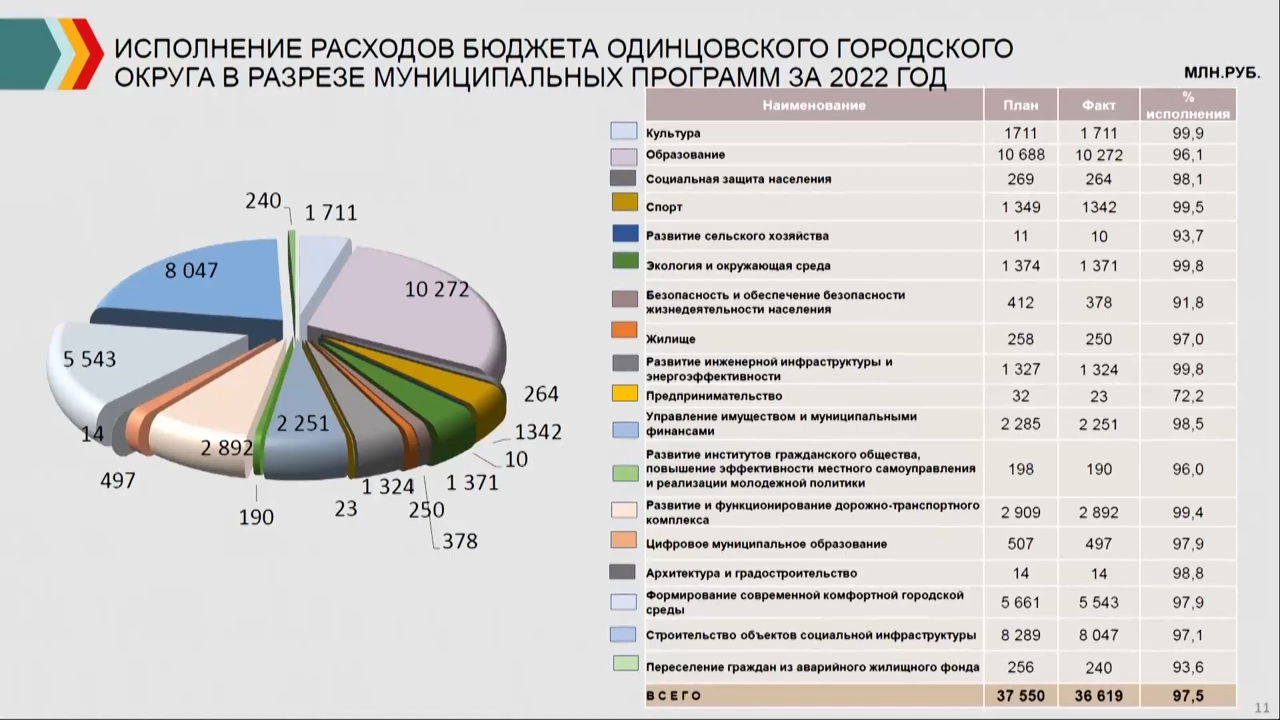 ИСПОЛНЕНИЕ РАСХОДОВ БЮДЖЕТА ОДИНЦОВСКОГО ГОРОДСКОГО
ОКРУГА В РАЗРЕЗЕ МУНИЦИПАЛЬНЫХ ПРОГРАММ ЗА 2022 ГОД
МЛН.РУБ.
240
1 711
8 047
10 272
5 543
264
14
2 892
2 251
1342
497
10
190
23
1 324
1 371
250
378
Наименование План Факт %
исполнения
Культура 1711 1 711 99,9
Образование 10 688 10 272 96,1
Социальная защита населения 269 264 98,1
Спорт 1 349 1342 99,5
Развитие сельского хозяйства 11 10 93,7
Экология и окружающая среда 1 374 1 371 99,8
Безопасность и обеспечение безопасности
жизнедеятельности населения 412 378 91,8
Жилище 258 250 97,0
Развитие инженерной инфраструктуры и
энергоэффективности 1 327 1 324 99,8
Предпринимательство 32 23 72,2
Управление имуществом и муниципальными
финансами 2 285 2 251 98,5
Развитие институтов гражданского общества,
повышение эффективности местного самоуправления 198 190 96,0
и реализации молодежной политики
Развитие и функционирование дорожно-транспортного
комплекса 2 909 2 892 99,4
Цифровое муниципальное образование 507 497 97,9
Архитектура и градостроительство 14 14 98,8
Формирование современной комфортной городской
среды 5 661 5 543 97,9
Строительство объектов социальной инфраструктуры 8 289 8 047 97,1
Переселение граждан из аварийного жилищного фонда 256 240 93,6
ВСЕГО 37 550 36 619 97,5
11